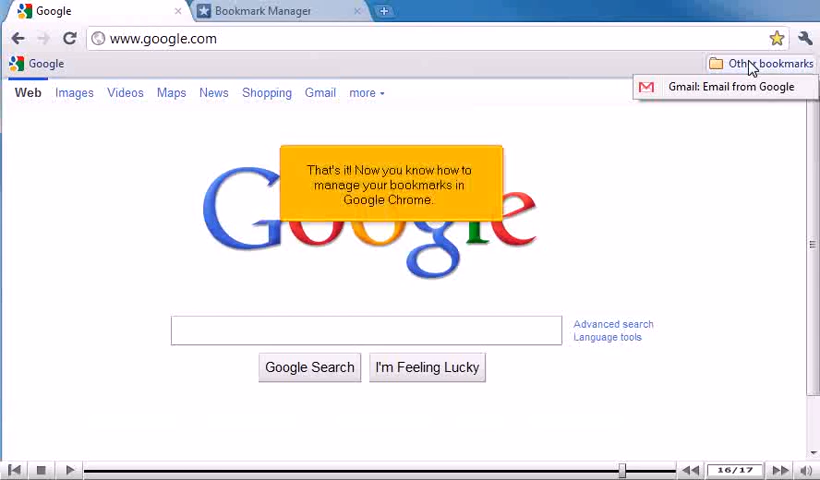 Google
Bookmark Manager
www.google.com
Google
Other bookmarks
Gmail: Email from Google
Web Images Videos Maps News Shopping Gmail more
Google
That's it! Now you know how to
manage your bookmarks in
Google Chrome.
Advanced search
Language tools
Google Search
I'm Feeling Lucky
16/17